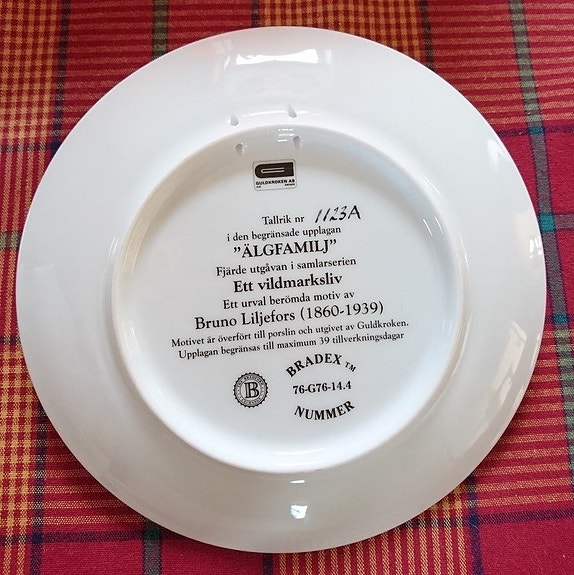 GULDKROKEN AB
Tallrik nr 1123A
i den begränsade upplagan
”ÄLGFAMILJ”
Fjärde utgåvan i samlarserien
Ett vildmarksliv
Ett urval berömda motiv av
Bruno Liljefors (1860-1939)
Motivet är överfört till porslin och utgivet av Guldkroken.
Upplagan begränsas till maximum 39 tillverkningsdagar
BRADEX TM
76-G76-14.4
NUMMER
B